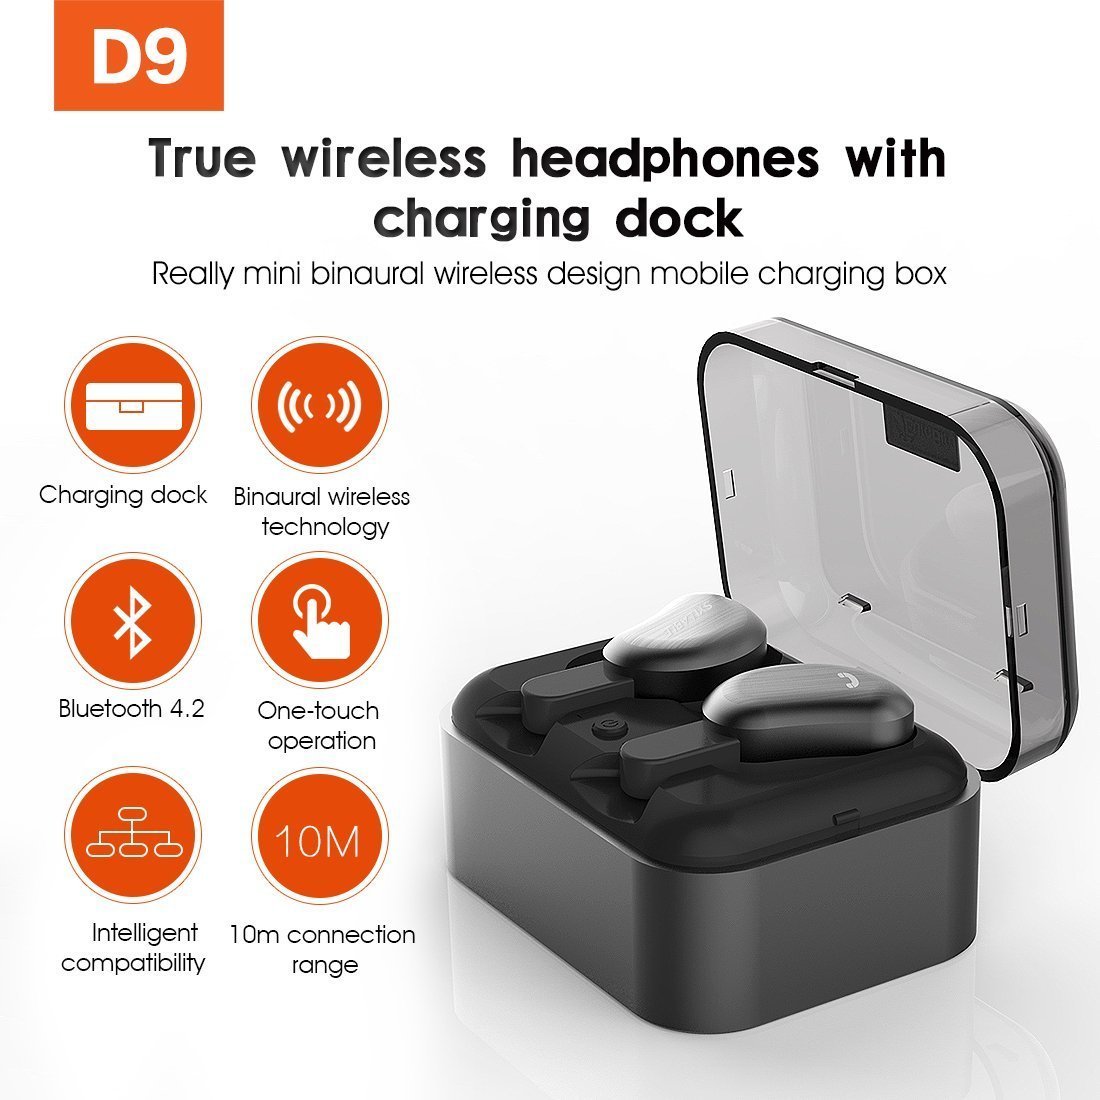 D9
True wireless headphones with
charging dock
Really mini binaural wireless design mobile charging box
Charging dock
Binaural wireless
technology
Bluetooth 4.2
One-touch
operation
10M
Intelligent
compatibility
10m connection
range